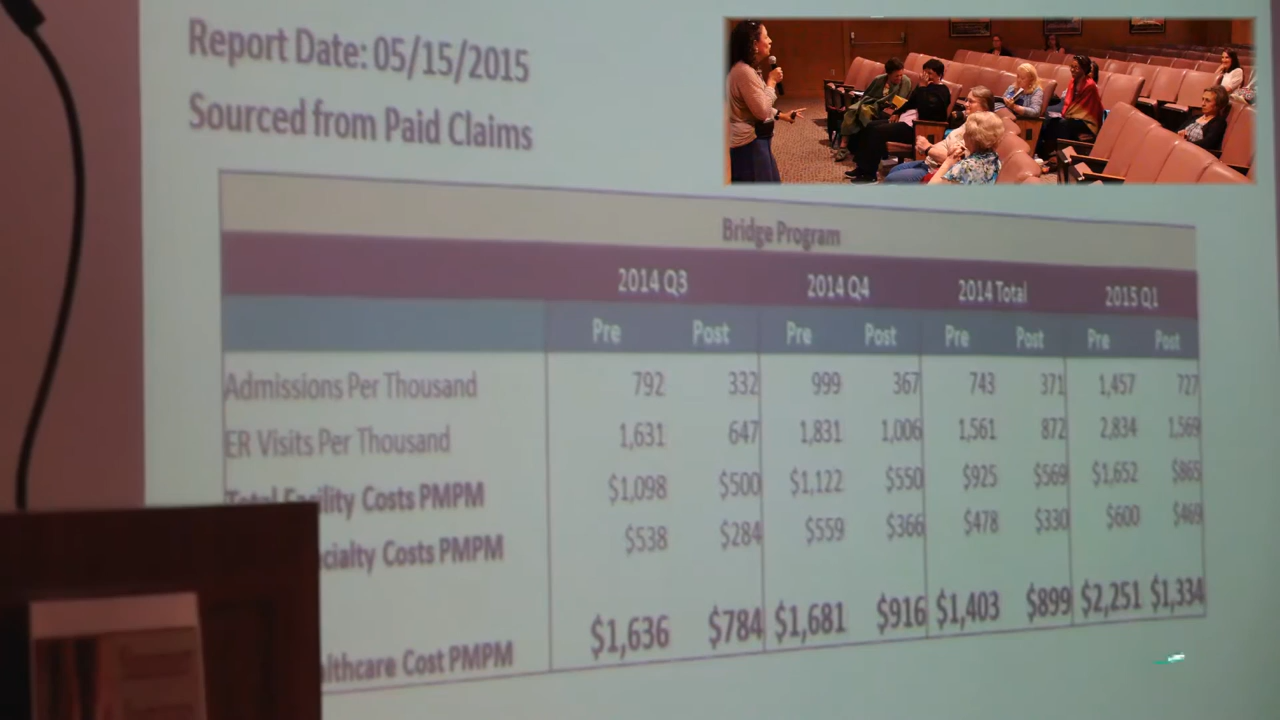 Report Date: 05/15/2015
Sourced from Paid Claims
Bridge Program
2014 Q3 2014 Q4 2014 Total 2015 Q1
Pre Post Pre Post Pre Post Pre Post
Admissions Per Thousand 792 332 999 367 743 371 1,457 727
ER Visits Per Thousand 1,631 647 1,831 1,006 1,561 872 2,834 1,569
Total Facility Costs PMPM $1,098 $500 $1,122 $550 $925 $569 $1,652 $865
cialty Costs PMPM $538 $284 $559 $366 $478 $330 $600 $469
althcare Cost PMPM $1,636 $784 $1,681 $916 $1,403 $899 $2,251 $1,334